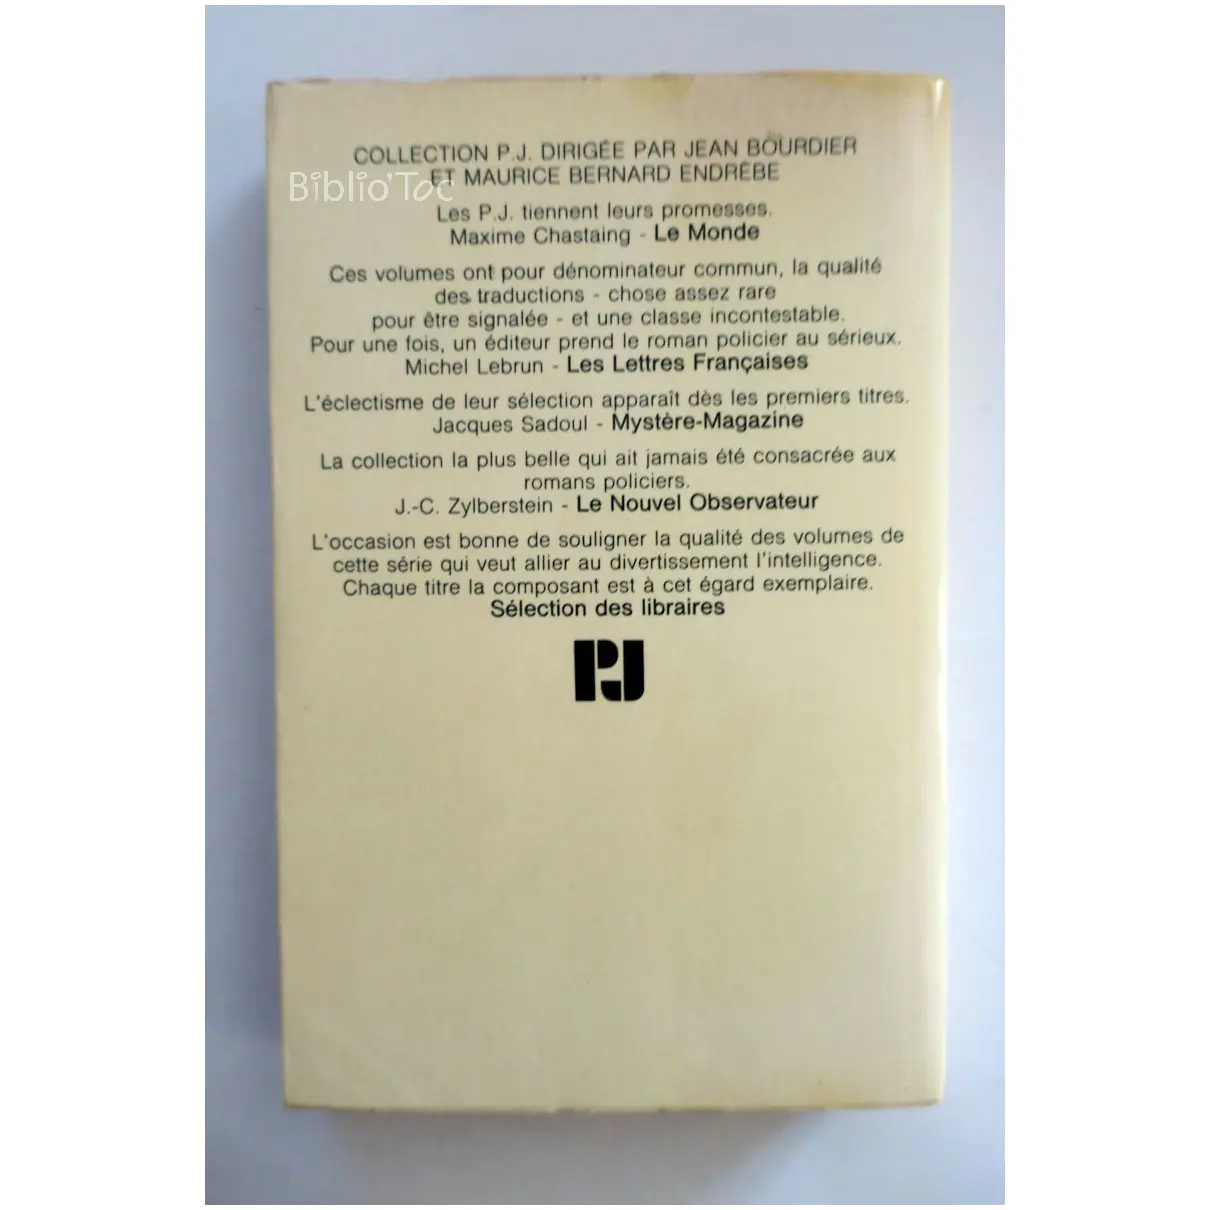 COLLECTION P.J. DIRIGÉE PAR JEAN BOURDIER
ET MAURICE BERNARD ENDRÈBE
Biblio'Toc
Les P.J. tiennent leurs promesses.
Maxime Chastaing - Le Monde
Ces volumes ont pour dénominateur commun, la qualité
des traductions - chose assez rare
pour être signalée - et une classe incontestable.
Pour une fois, un éditeur prend le roman policier au sérieux.
Michel Lebrun - Les Lettres Françaises
L'éclectisme de leur sélection apparaît dès les premiers titres.
Jacques Sadoul - Mystère-Magazine
La collection la plus belle qui ait jamais été consacrée aux
romans policiers.
J.-C. Zylberstein - Le Nouvel Observateur
L'occasion est bonne de souligner la qualité des volumes de
cette série qui veut allier au divertissement l'intelligence.
Chaque titre la composant est à cet égard exemplaire.
Sélection des libraires
PJ